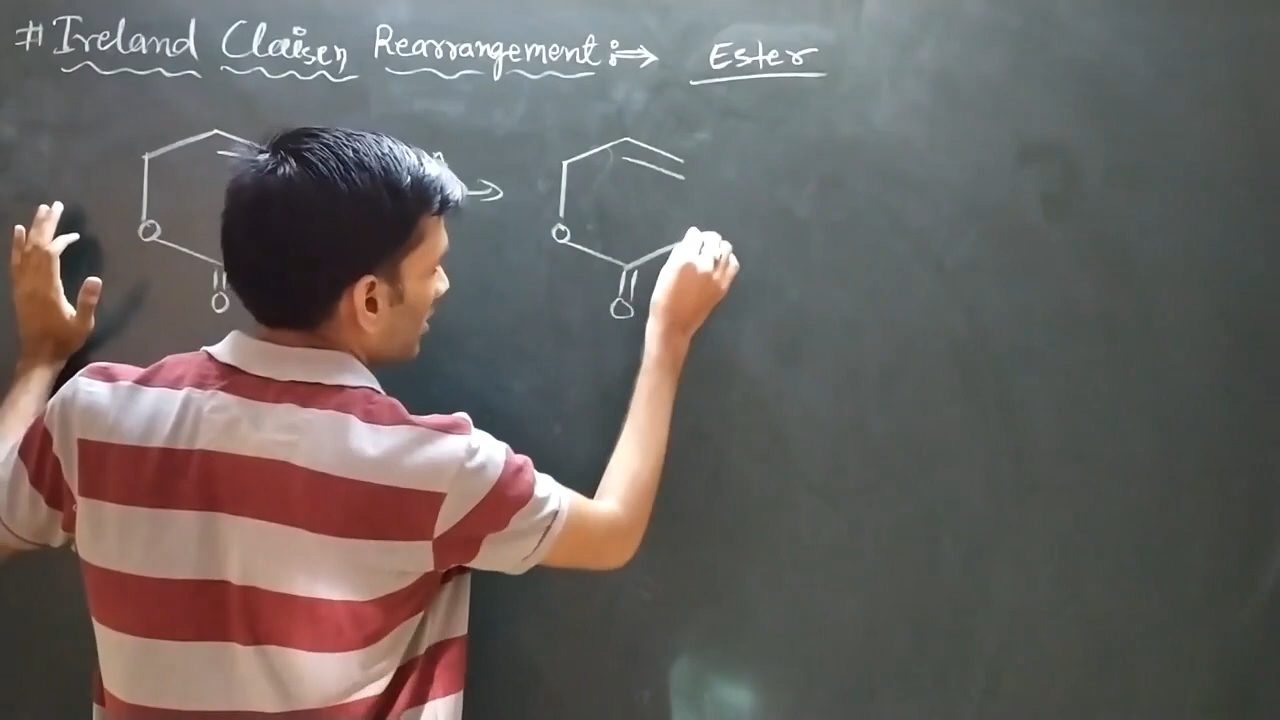 # Ireland Claisen Rearrangement :⇒ Ester
O O
O O